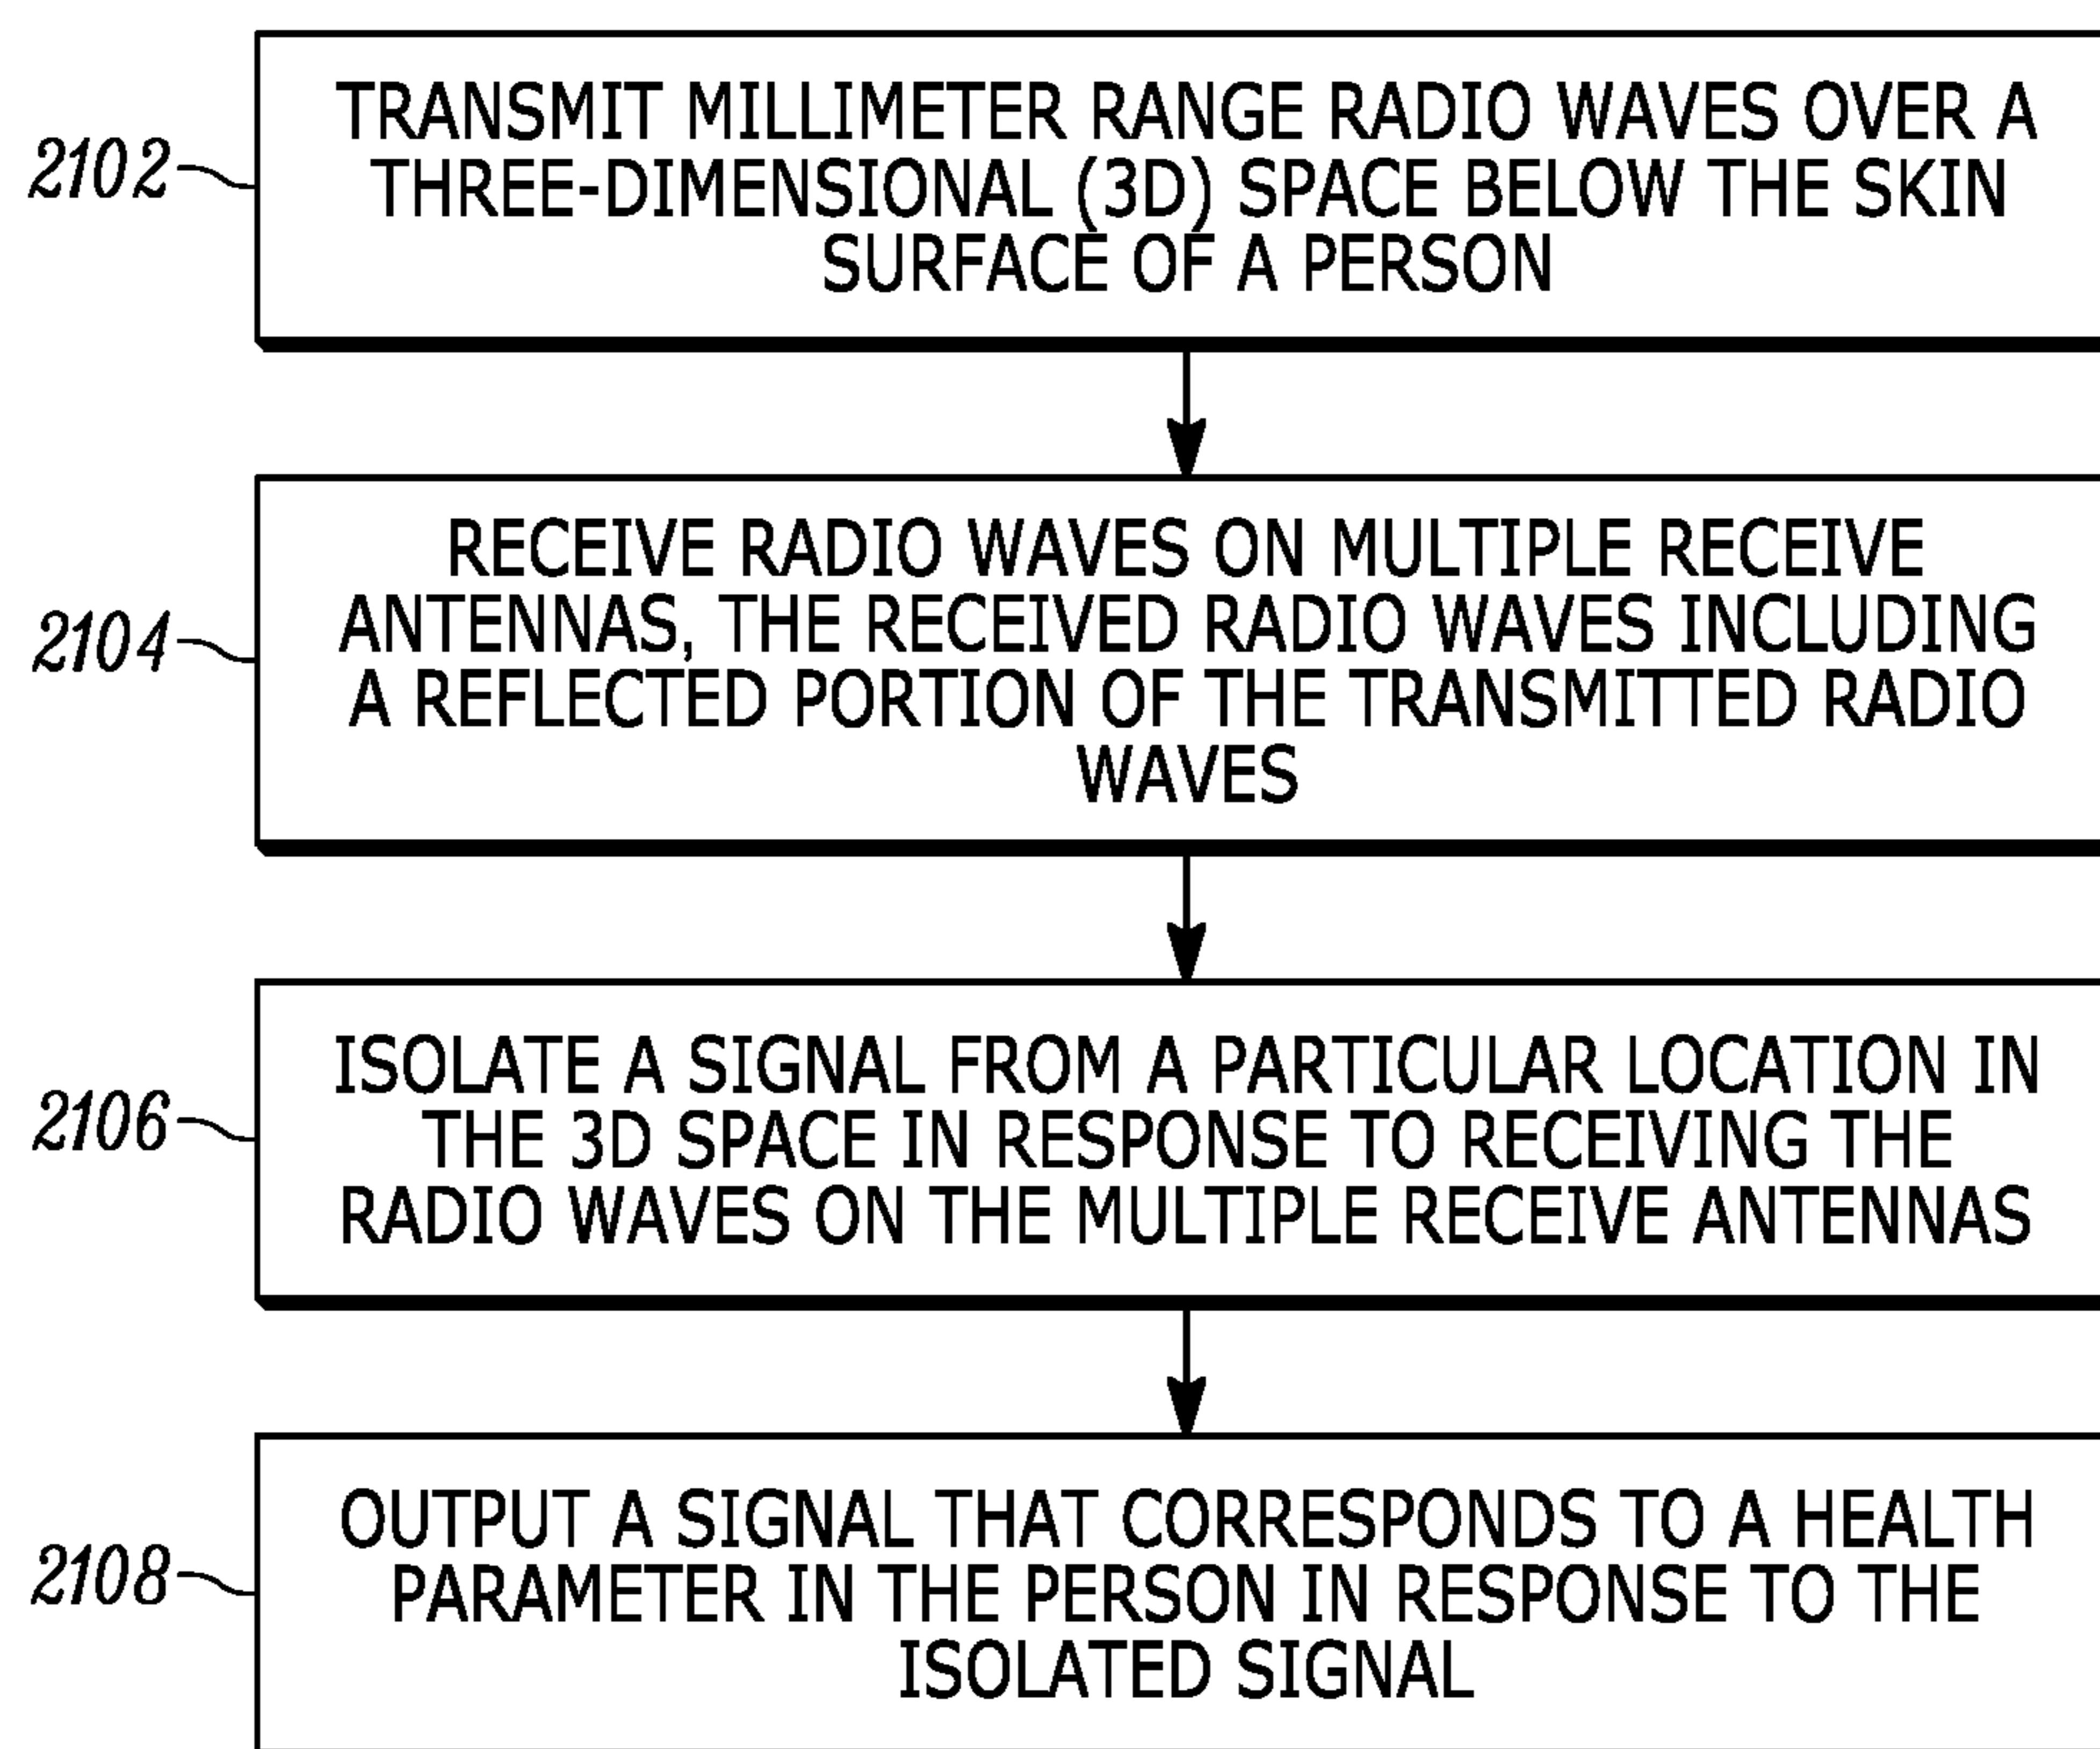 2102
TRANSMIT MILLIMETER RANGE RADIO WAVES OVER A
THREE-DIMENSIONAL (3D) SPACE BELOW THE SKIN
SURFACE OF A PERSON
2104
RECEIVE RADIO WAVES ON MULTIPLE RECEIVE
ANTENNAS, THE RECEIVED RADIO WAVES INCLUDING
A REFLECTED PORTION OF THE TRANSMITTED RADIO
WAVES
2106
ISOLATE A SIGNAL FROM A PARTICULAR LOCATION IN
THE 3D SPACE IN RESPONSE TO RECEIVING THE
RADIO WAVES ON THE MULTIPLE RECEIVE ANTENNAS
2108
OUTPUT A SIGNAL THAT CORRESPONDS TO A HEALTH
PARAMETER IN THE PERSON IN RESPONSE TO THE
ISOLATED SIGNAL